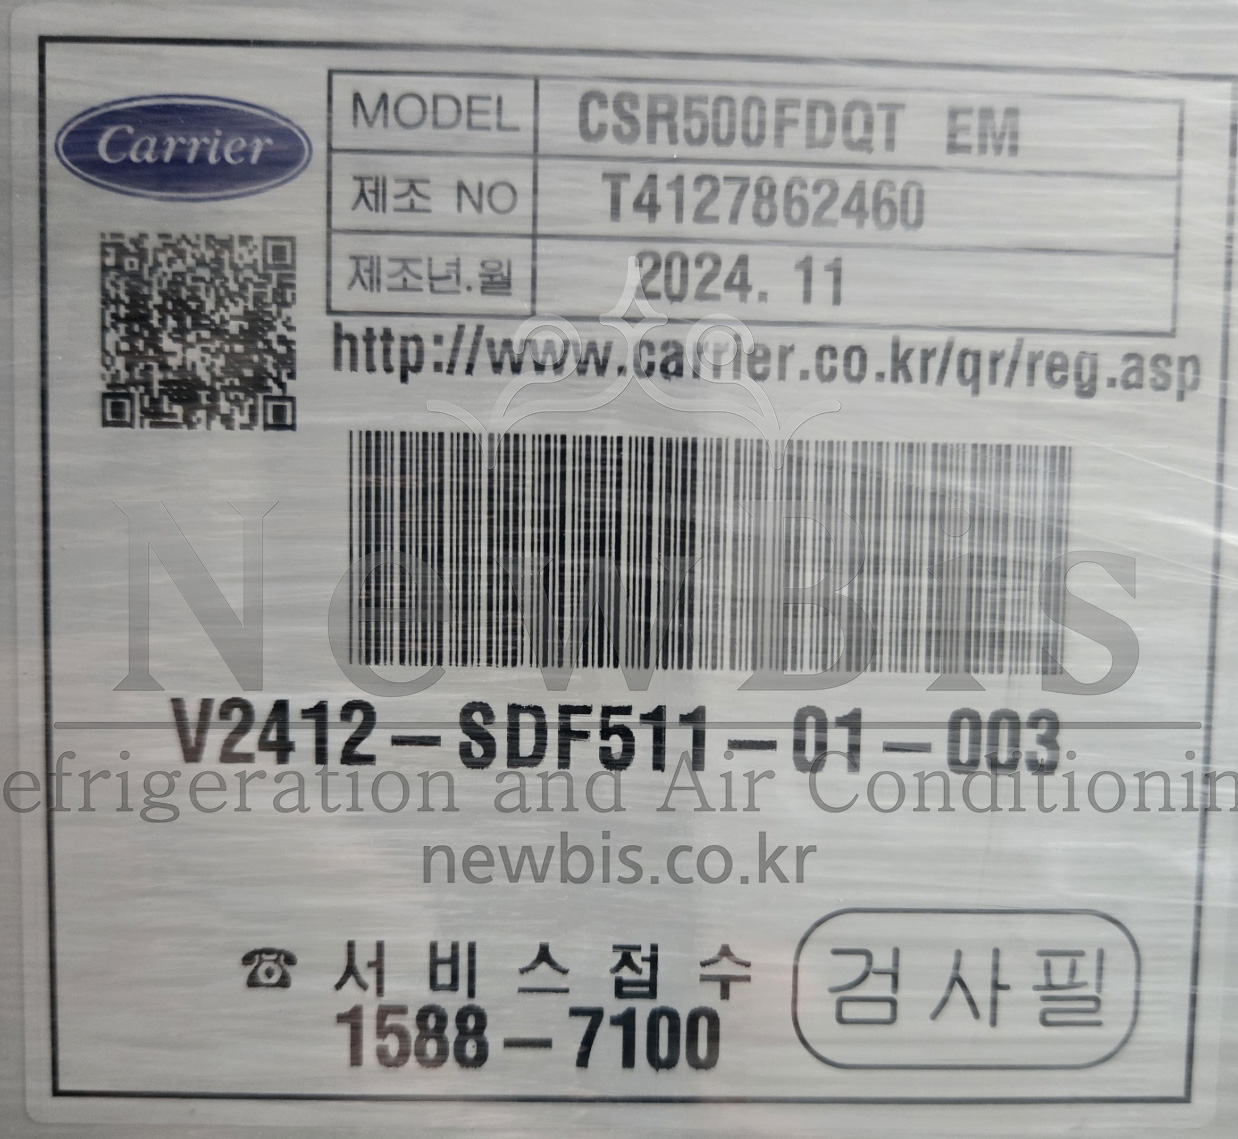 Carrier
MODEL CSR500FDQT EM
제조 NO T4127862460
제조년.월 2024. 11
http://www.carrier.co.kr/qr/reg.asp
NewBis
V2412-SDF511-01-003
efrigeration and Air Conditionin
newbis.co.kr
☎ 서비스접수
1588-7100
검사필